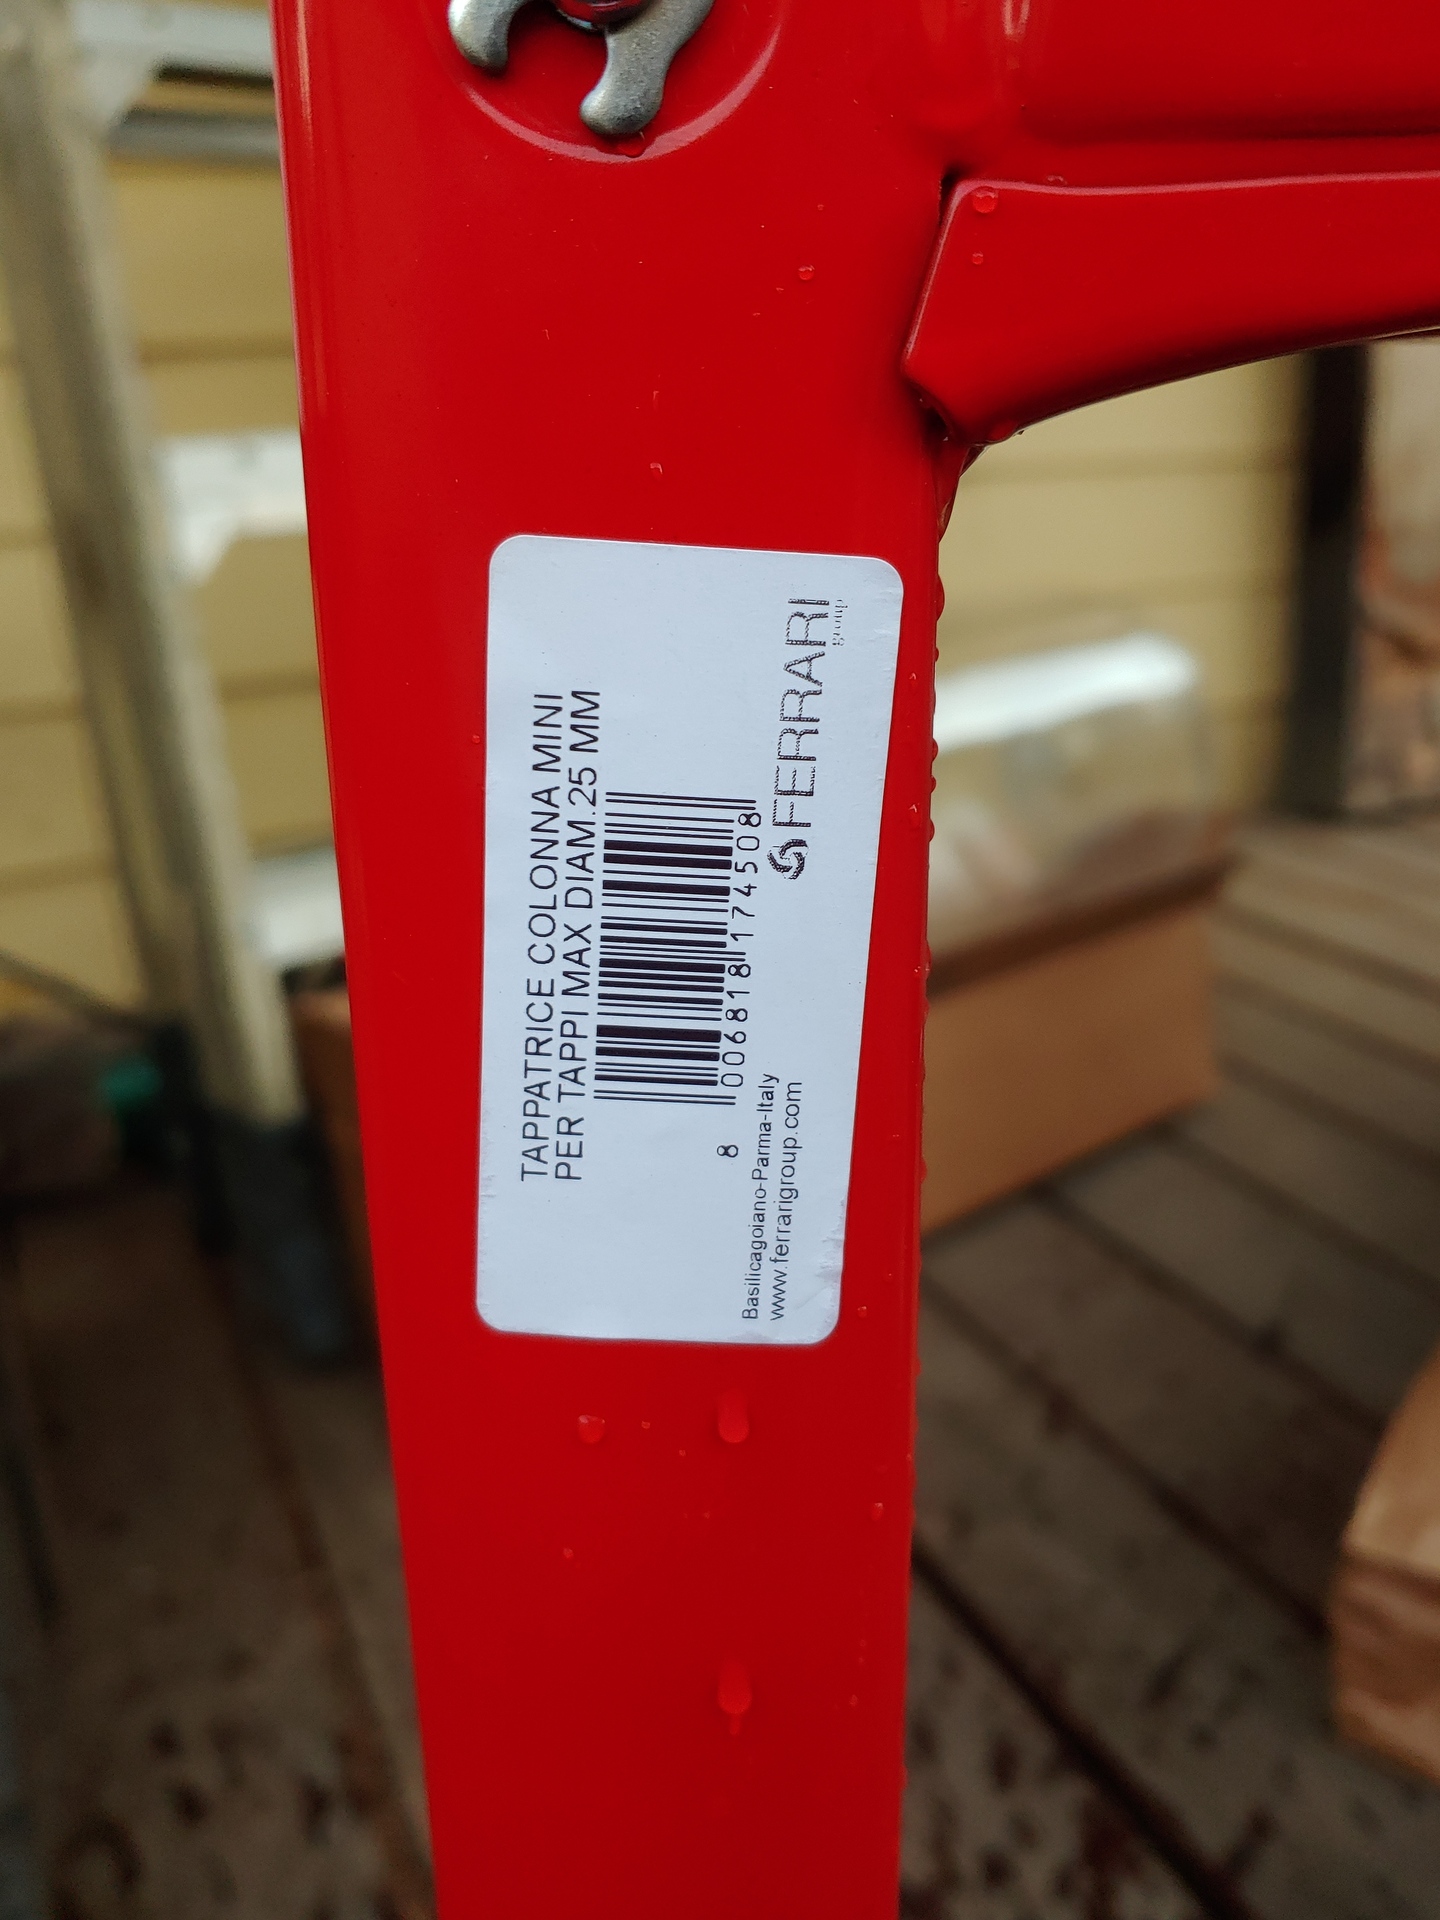 TAPPATRICE COLONNA MINI
PER TAPPI MAX DIAM.25 MM
8 006818 174508
Basilicagoiano-Parma-Italy
www.ferrarigroup.com
FERRARI
group